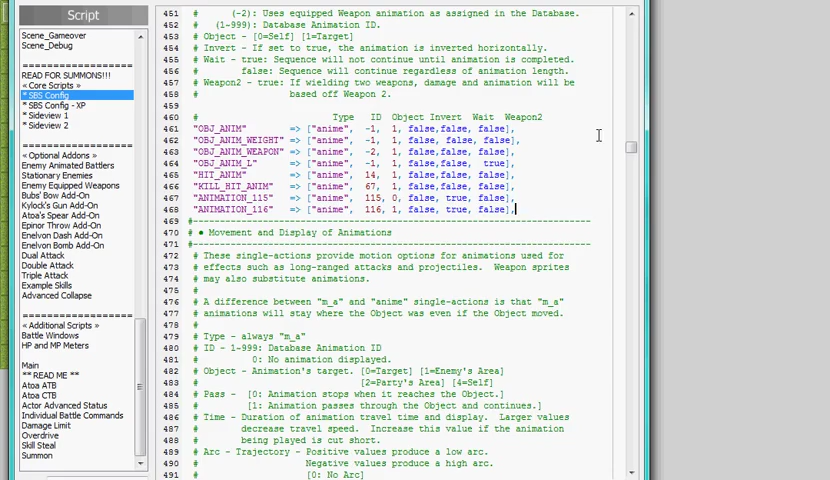 Script
Scene_Gameover
Scene_Debug
====================
READ FOR SUMMONS!!!
« Core Scripts »
* SBS Config
* SBS Config - XP
* Sideview 1
* Sideview 2
====================
« Optional Addons »
Enemy Animated Battlers
Stationary Enemies
Enemy Equipped Weapons
Bubs' Bow Add-On
Kylock's Gun Add-On
Atoa's Spear Add-On
Epinor Throw Add-On
Enelvon Whip Add-On
Enelvon Bomb Add-On
Dual Attack
Double Attack
Triple Attack
Example Skills
Advanced Collapse
====================
« Additional Scripts »
Battle Windows
HP and MP Meters
Main
** READ ME **
Atoa ATB
Atoa CTB
Actor Advanced Status
Individual Battle Commands
Damage Limit
Overdrive
Skill Steal
Summon
451 # (-2): Uses equipped Weapon animation as assigned in the Database.
452 # (1-999): Database Animation ID.
453 # Object - [0=Self] [1=Target]
454 # Invert - If set to true, the animation is inverted horizontally.
455 # Wait - true: Sequence will not continue until animation is completed.
456 # false: Sequence will continue regardless of animation length.
457 # Weapon2 - true: If wielding two weapons, damage and animation will be
458 # based off Weapon 2.
459
460 # Type ID Object Invert Wait Weapon2
461 "OBJ_ANIM" => ["anime", -1, 1, false,false, false],
462 "OBJ_ANIM_WEIGHT" => ["anime", -1, 1, false, false, false],
463 "OBJ_ANIM_WEAPON" => ["anime", -2, 1, false,false, false],
464 "OBJ_ANIM_L" => ["anime", -1, 1, false,false, true],
465 "HIT_ANIM" => ["anime", 14, 1, false,false, false],
466 "KILL_HIT_ANIM" => ["anime", 67, 1, false,false, false],
467 "ANIMATION_115" => ["anime", 115, 0, false, true, false],
468 "ANIMATION_116" => ["anime", 116, 1, false, true, false],
469 #------------------------------------------------------------------------------
470 # ● Movement and Display of Animations
471 #------------------------------------------------------------------------------
472 # These single-actions provide motion options for animations used for
473 # effects such as long-ranged attacks and projectiles. Weapon sprites
474 # may also substitute animations.
475 #
476 # A difference between "m_a" and "anime" single-actions is that "m_a"
477 # animations will stay where the Object was even if the Object moved.
478 #
479 # Type - always "m_a"
480 # ID - 1-999: Database Animation ID
481 # 0: No animation displayed.
482 # Object - Animation's target. [0=Target] [1=Enemy's Area]
483 # [2=Party's Area] [4=Self]
484 # Pass - [0: Animation stops when it reaches the Object.]
485 # [1: Animation passes through the Object and continues.]
486 # Time - Duration of animation travel time and display. Larger values
487 # decrease travel speed. Increase this value if the animation
488 # being played is cut short.
489 # Arc - Trajectory - Positive values produce a low arc.
490 # Negative values produce a high arc.
491 # [0: No Arc]